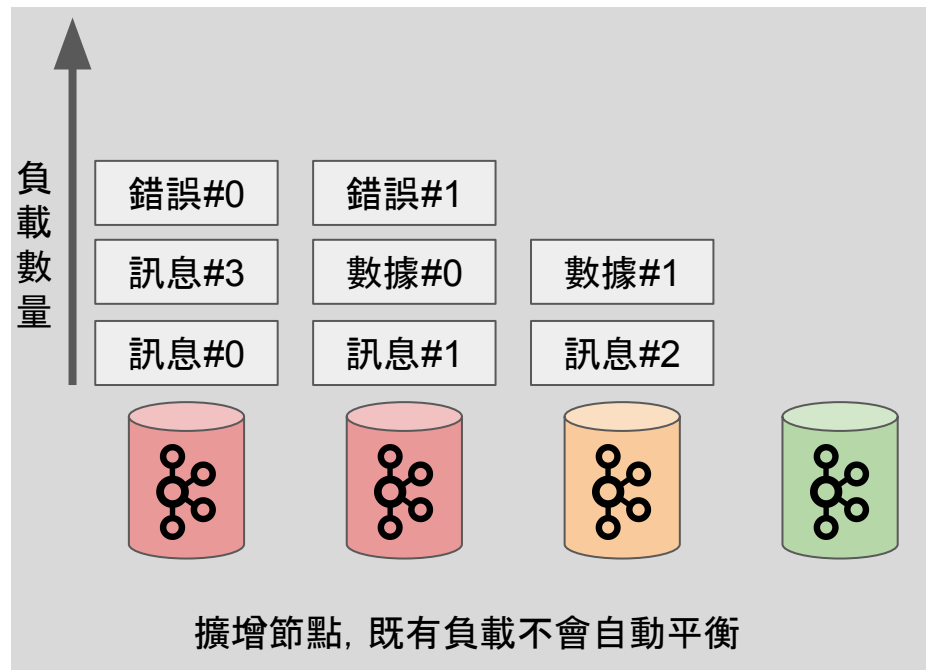 負載數量
錯誤#0
錯誤#1
訊息#3
數據#0
數據#1
訊息#0
訊息#1
訊息#2
擴增節點, 既有負載不會自動平衡